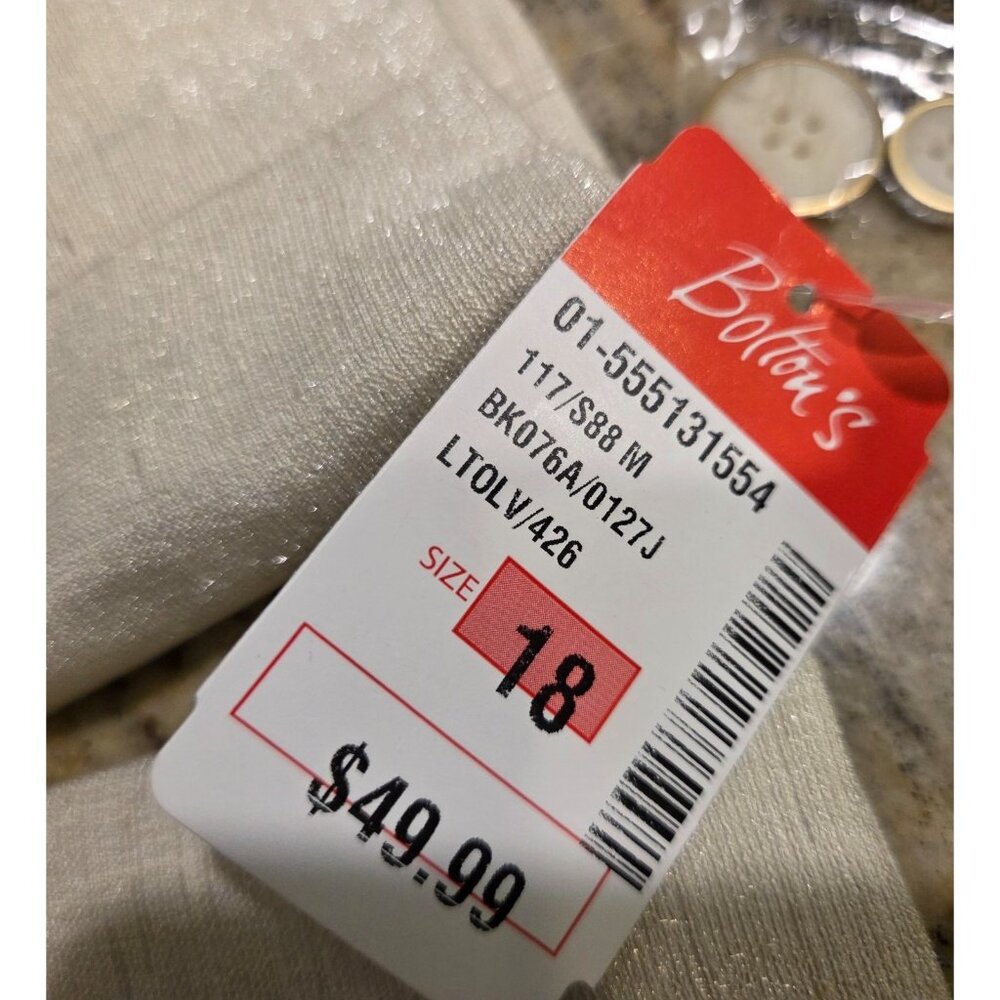 Bolton's
01-555131554
117/S88 M
BK076A/0127J
LTOLV/426
SIZE
18
$49.99